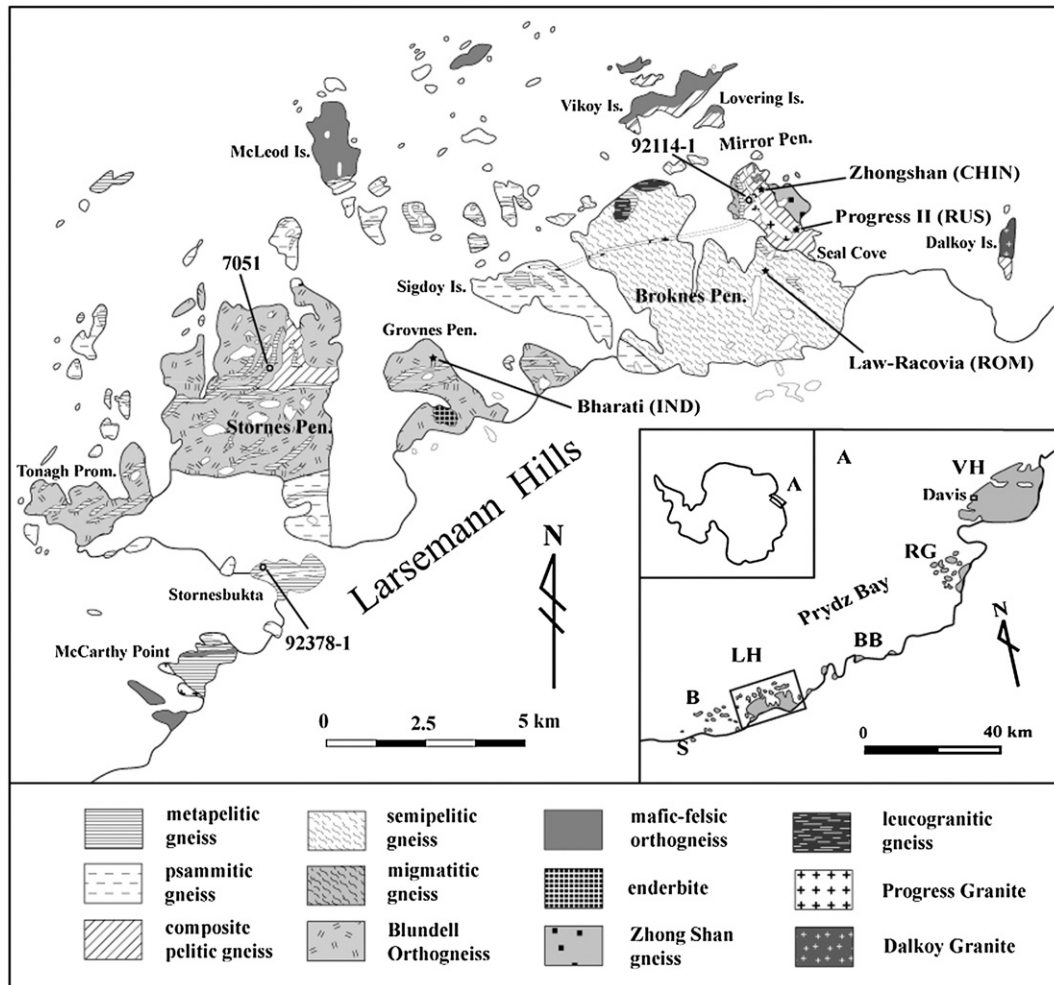 Vikoy Is.
Lovering Is.
McLeod Is.
92114-1
Mirror Pen.
Zhongshan (CHIN)
Progress II (RUS)
Seal Cove
Dalkoy Is.
7051
Sigdoy Is.
Broknes Pen.
Grovnes Pen.
Law-Racovia (ROM)
Bharati (IND)
Stornes Pen.
Tonagh Prom.
Larsemann Hills
Stornesbukta
92378-1
McCarthy Point
N
0 2.5 5 km
A
A
VH
Davis
RG
Prydz Bay
BB
LH
B
S
N
0 40 km
metapelitic
gneiss
semipelitic
gneiss
mafic-felsic
orthogneiss
leucogranitic
gneiss
psammitic
gneiss
migmatitic
gneiss
enderbite
Progress Granite
composite
pelitic gneiss
Blundell
Orthogneiss
Zhong Shan
gneiss
Dalkoy Granite